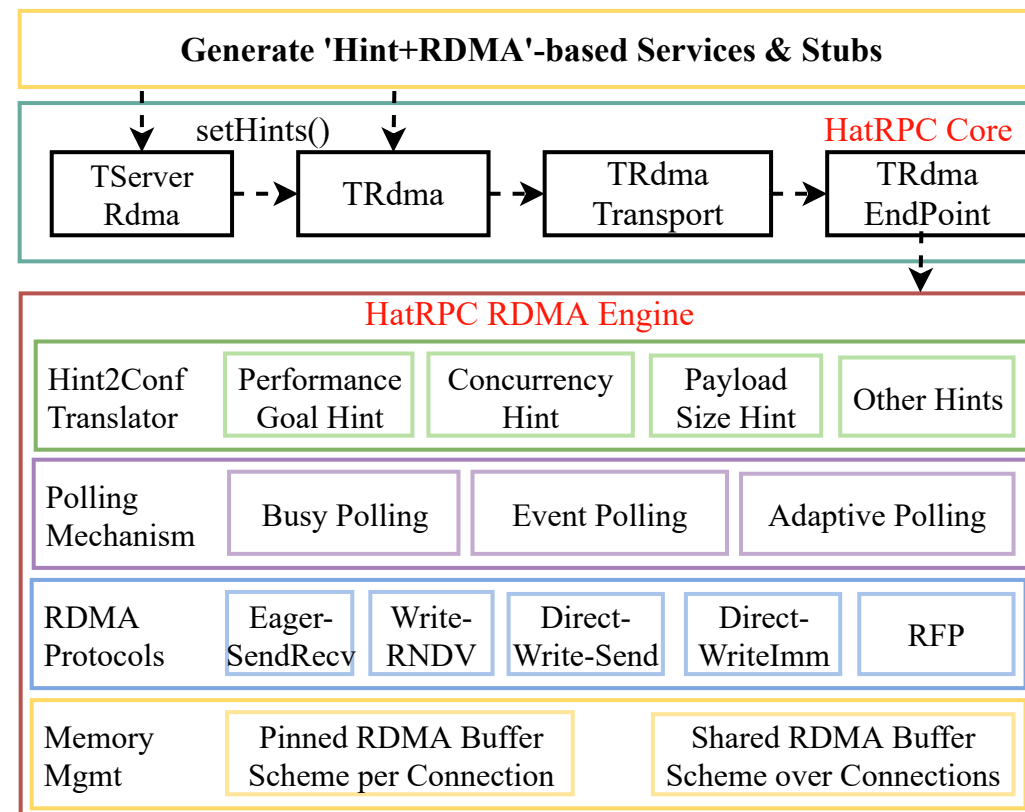 Generate 'Hint+RDMA'-based Services & Stubs
setHints()
HatRPC Core
TServer
Rdma
TRdma
TRdma
Transport
TRdma
EndPoint
HatRPC RDMA Engine
Hint2Conf
Translator
Performance
Goal Hint
Concurrency
Hint
Payload
Size Hint
Other Hints
Polling
Mechanism
Busy Polling
Event Polling
Adaptive Polling
RDMA
Protocols
Eager-
SendRecv
Write-
RNDV
Direct-
Write-Send
Direct-
WriteImm
RFP
Memory
Mgmt
Pinned RDMA Buffer
Scheme per Connection
Shared RDMA Buffer
Scheme over Connections